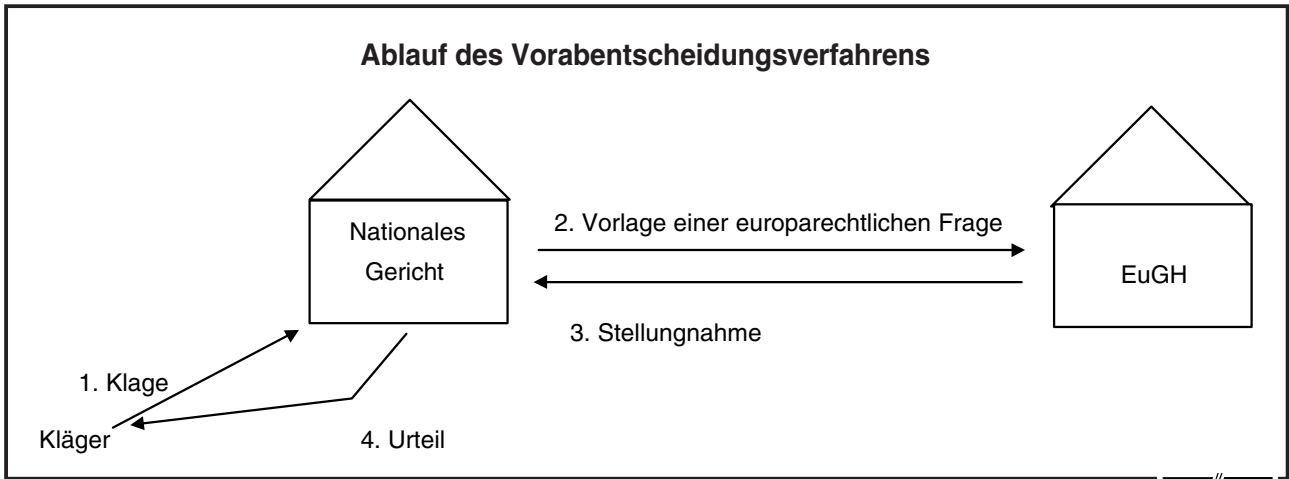 Ablauf des Vorabentscheidungsverfahrens
Nationales
Gericht
2. Vorlage einer europarechtlichen Frage
EuGH
3. Stellungnahme
1. Klage
Kläger
4. Urteil